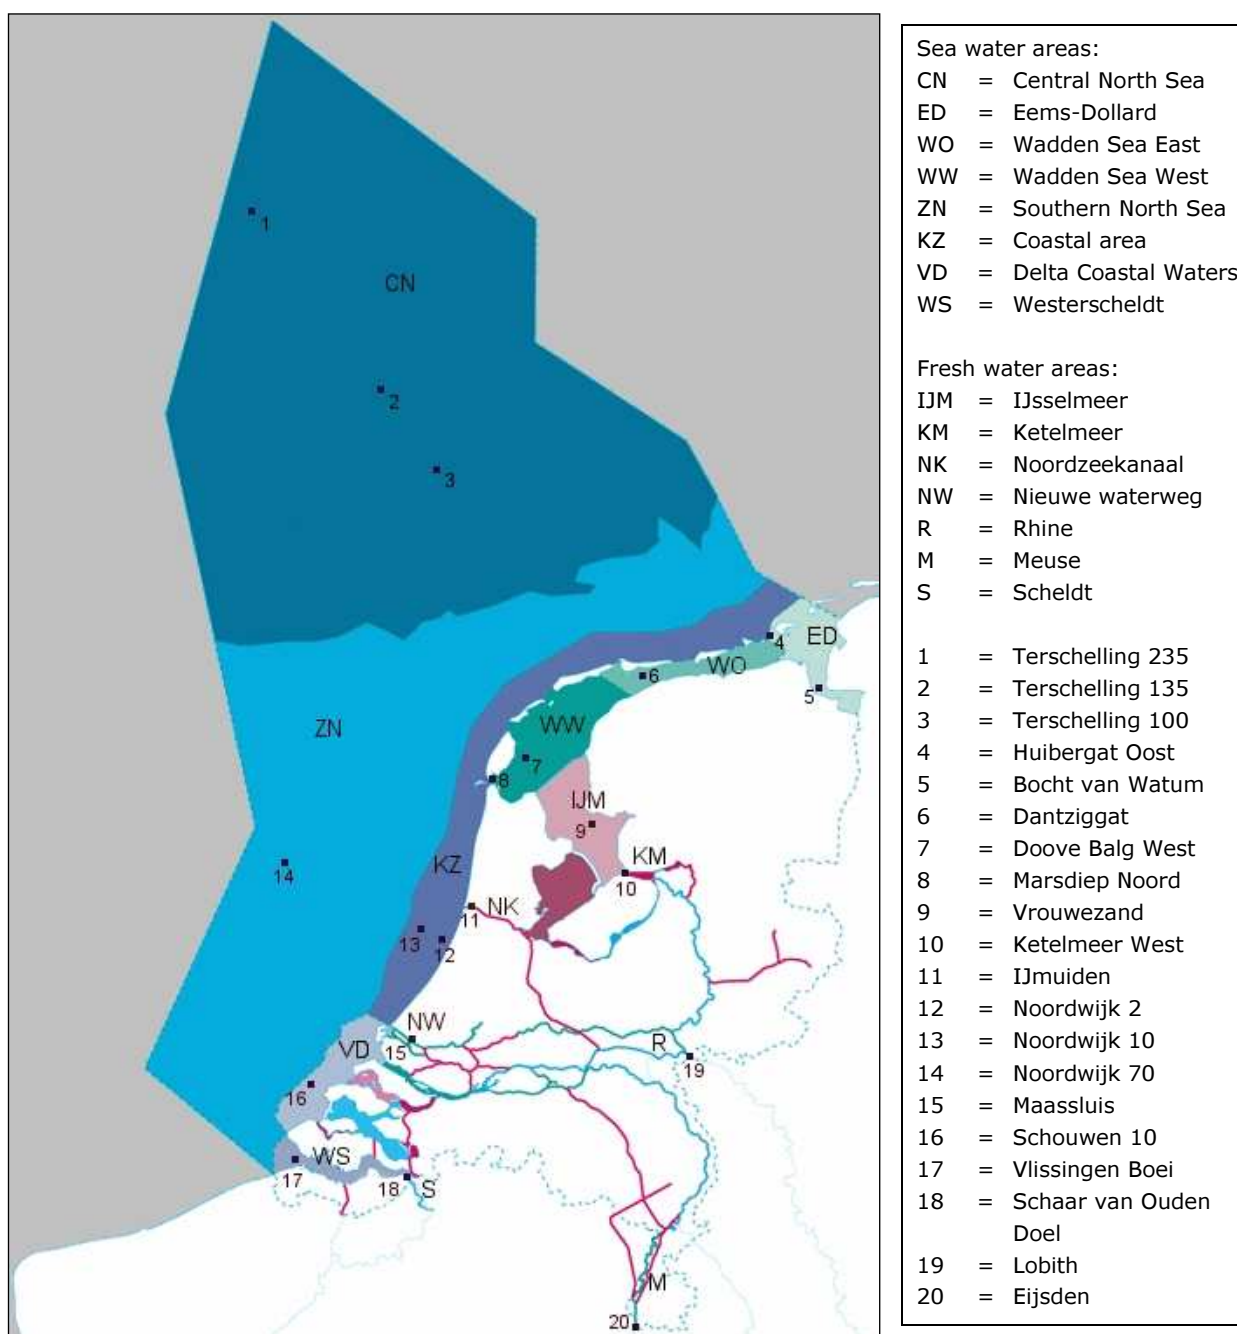 1
CN
2
3
4
ED
WO
6
5
WW
ZN
7
8
IJM
9
KZ
KM
14
10
NK
11
13
12
NW
VD
15
R
19
16
WS
17
18
S
M
20
Sea water areas:
CN = Central North Sea
ED = Eems-Dollard
WO = Wadden Sea East
WW = Wadden Sea West
ZN = Southern North Sea
KZ = Coastal area
VD = Delta Coastal Waters
WS = Westerscheldt
Fresh water areas:
IJM = IJsselmeer
KM = Ketelmeer
NK = Noordzeekanaal
NW = Nieuwe waterweg
R = Rhine
M = Meuse
S = Scheldt
1 = Terschelling 235
2 = Terschelling 135
3 = Terschelling 100
4 = Huibergat Oost
5 = Bocht van Watum
6 = Dantziggat
7 = Doove Balg West
8 = Marsdiep Noord
9 = Vrouwezand
10 = Ketelmeer West
11 = IJmuiden
12 = Noordwijk 2
13 = Noordwijk 10
14 = Noordwijk 70
15 = Maassluis
16 = Schouwen 10
17 = Vlissingen Boei
18 = Schaar van Ouden
Doel
19 = Lobith
20 = Eijsden